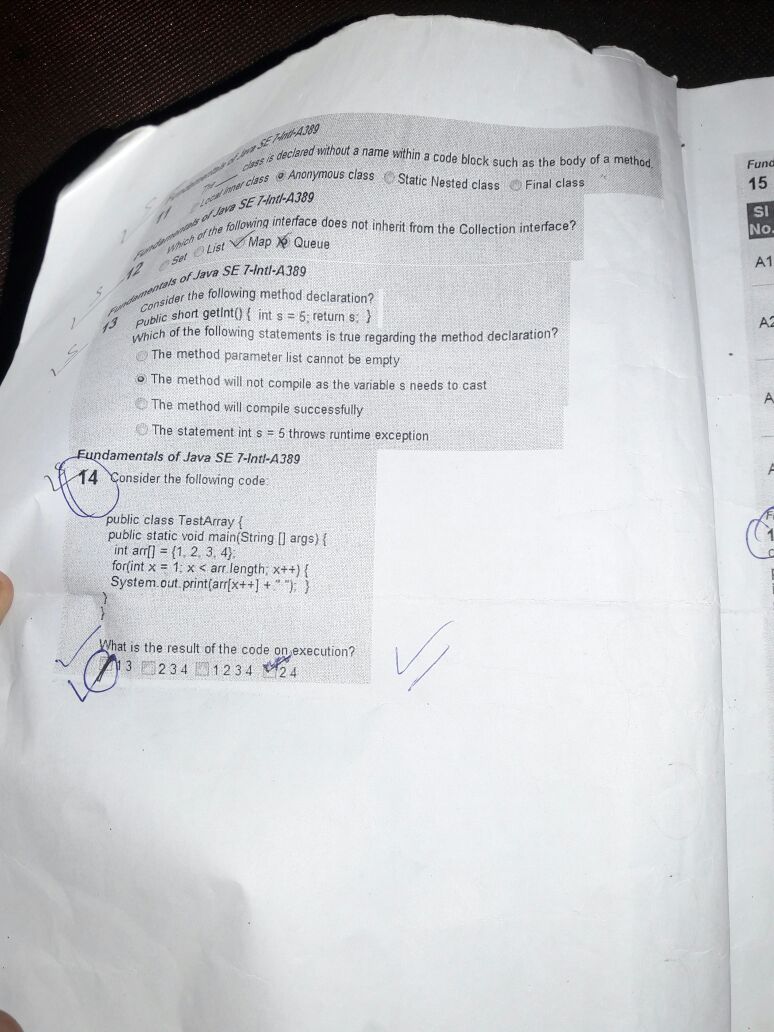 Fundamentals of Java SE 7-Intl-A389
11 The ____ class is declared without a name within a code block such as the body of a method.
Local Inner class Anonymous class Static Nested class Final class
Fundamentals of Java SE 7-Intl-A389
12 Which of the following interface does not inherit from the Collection interface?
Set List Map Queue
Fundamentals of Java SE 7-Intl-A389
13 Consider the following method declaration?
Public short getInt() { int s = 5; return s; }
Which of the following statements is true regarding the method declaration?
The method parameter list cannot be empty
The method will not compile as the variable s needs to cast
The method will compile successfully
The statement int s = 5 throws runtime exception
Fundamentals of Java SE 7-Intl-A389
14 Consider the following code:
public class TestArray {
public static void main(String [] args) {
int arr[] = {1, 2, 3, 4};
for(int x = 1; x < arr.length; x++) {
System.out.print(arr[x++] + " "); }
}
}
What is the result of the code on execution?
1 3 2 3 4 1 2 3 4 2 4
Fund
15
Sl
No.
A1
A2
A
A